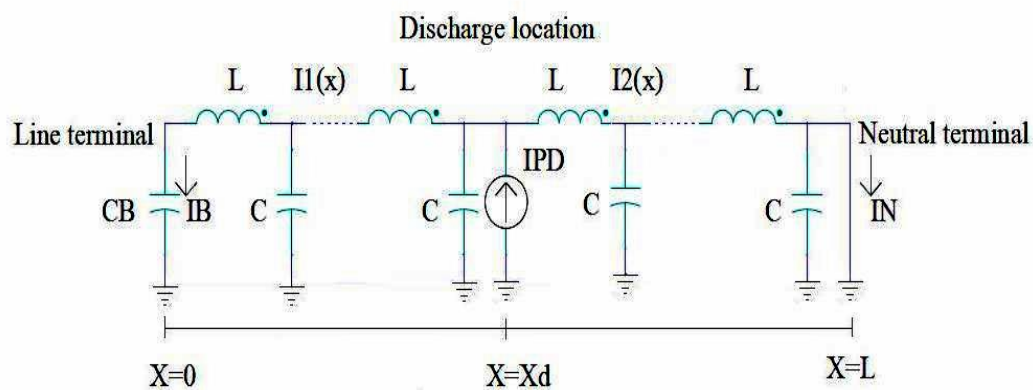 Discharge location
L I1(x) L L I2(x) L
Line terminal Neutral terminal
IPD
CB IB C C C C IN
X=0 X=Xd X=L